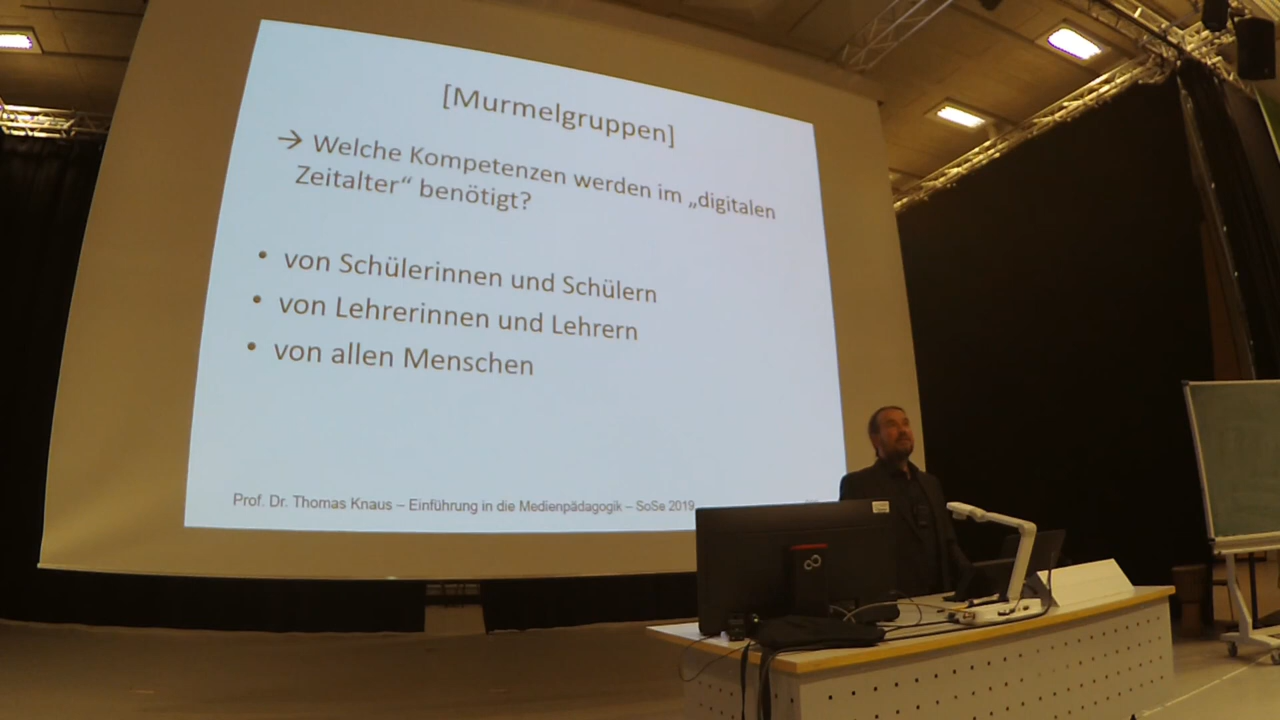 [Murmelgruppen]
→ Welche Kompetenzen werden im „digitalen
Zeitalter“ benötigt?
• von Schülerinnen und Schülern
• von Lehrerinnen und Lehrern
• von allen Menschen
Prof. Dr. Thomas Knaus – Einführung in die Medienpädagogik – SoSe 2019